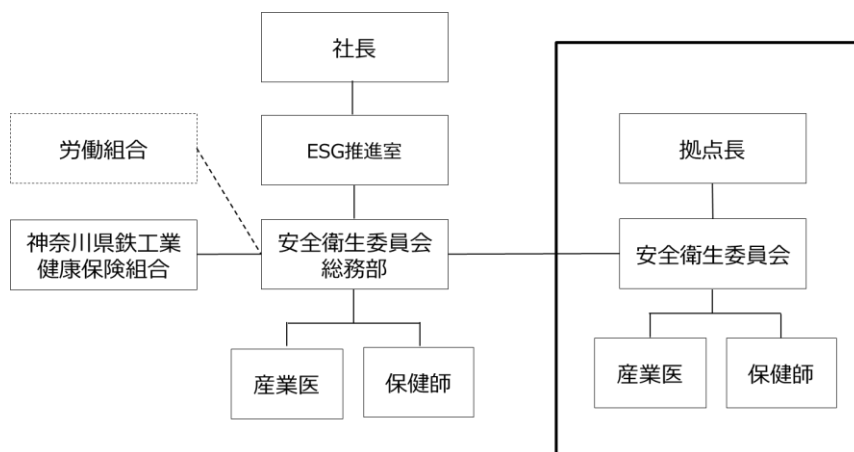 社長
労働組合
ESG推進室
拠点長
神奈川県鉄工業
健康保険組合
安全衛生委員会
総務部
安全衛生委員会
産業医
保健師
産業医
保健師